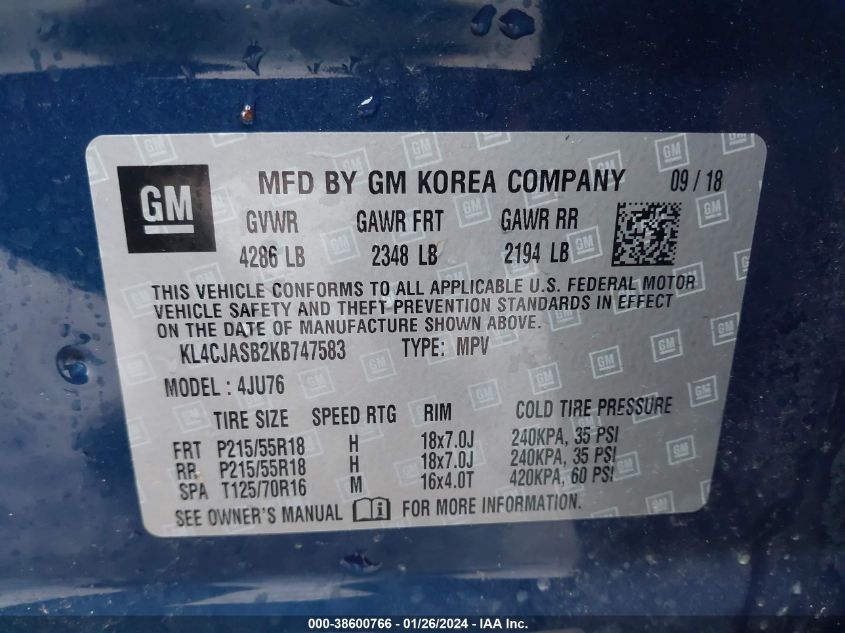 GM MFD BY GM KOREA COMPANY 09 / 18
GVWR GAWR FRT GAWR RR
4286 LB 2348 LB 2194 LB
THIS VEHICLE CONFORMS TO ALL APPLICABLE U.S. FEDERAL MOTOR
VEHICLE SAFETY AND THEFT PREVENTION STANDARDS IN EFFECT
ON THE DATE OF MANUFACTURE SHOWN ABOVE.
KL4CJASB2KB747583 TYPE: MPV
MODEL : 4JU76
TIRE SIZE SPEED RTG RIM COLD TIRE PRESSURE
FRT P215/55R18 H 18x7.0J 240KPA, 35 PSI
RR P215/55R18 H 18x7.0J 240KPA, 35 PSI
SPA T125/70R16 M 16x4.0T 420KPA, 60 PSI
SEE OWNER'S MANUAL i FOR MORE INFORMATION.
000-38600766 - 01/26/2024 - IAA Inc.